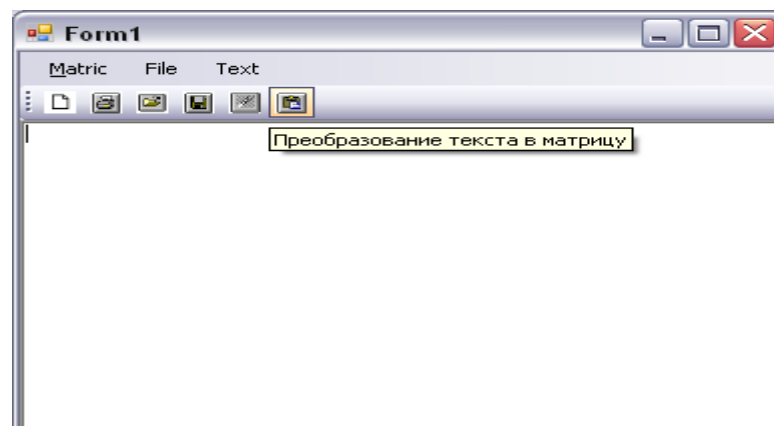 Form1
Matric File Text
Преобразование текста в матрицу